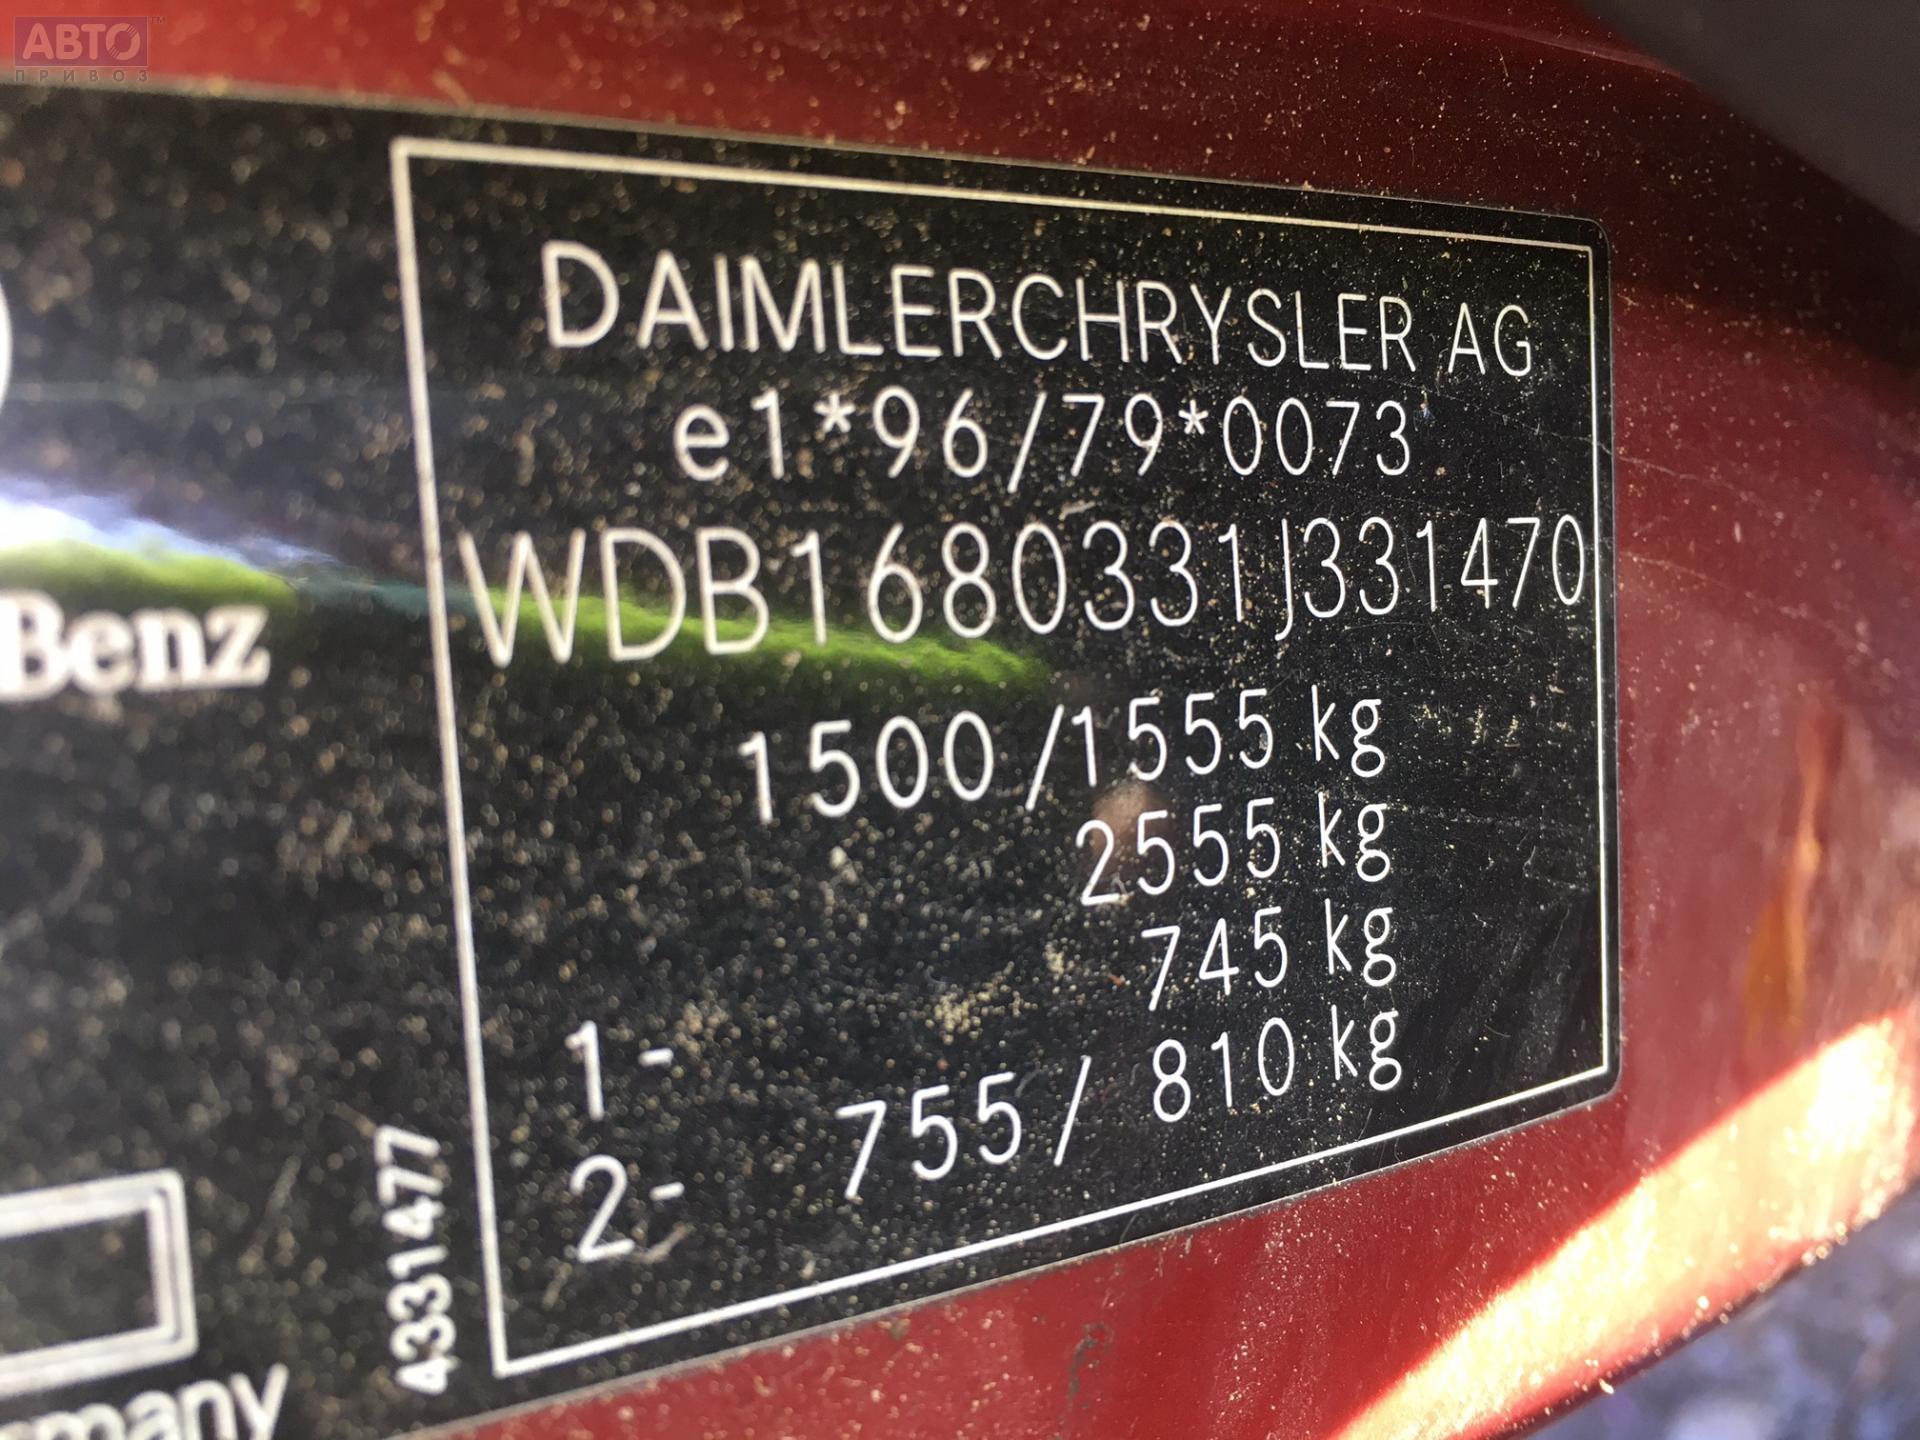 АВТО™
ПРИВОЗ
DAIMLERCHRYSLER AG
e1*96/79*0073
WDB1680331J331470
1500/1555 kg
2555 kg
1- 745 kg
2- 755/ 810 kg
Benz
4331477
many